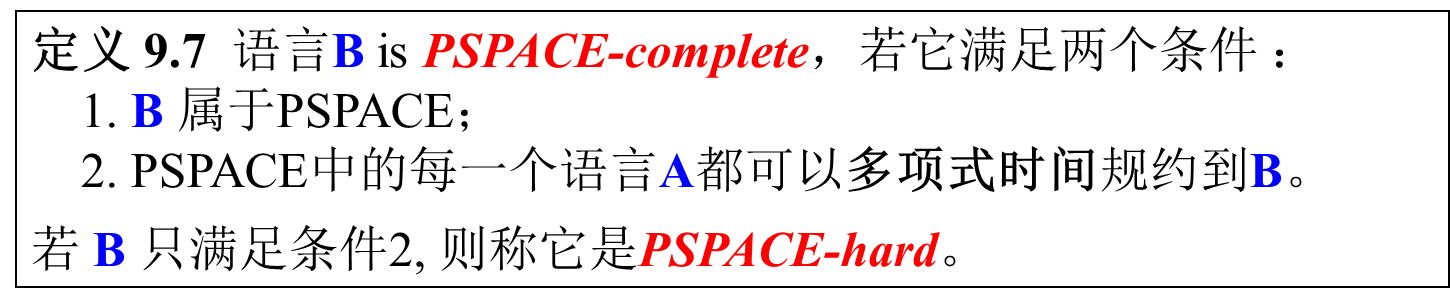 定义 9.7 语言B is PSPACE-complete，若它满足两个条件：
1. B 属于PSPACE；
2. PSPACE中的每一个语言A都可以多项式时间规约到B。
若 B 只满足条件2, 则称它是PSPACE-hard。